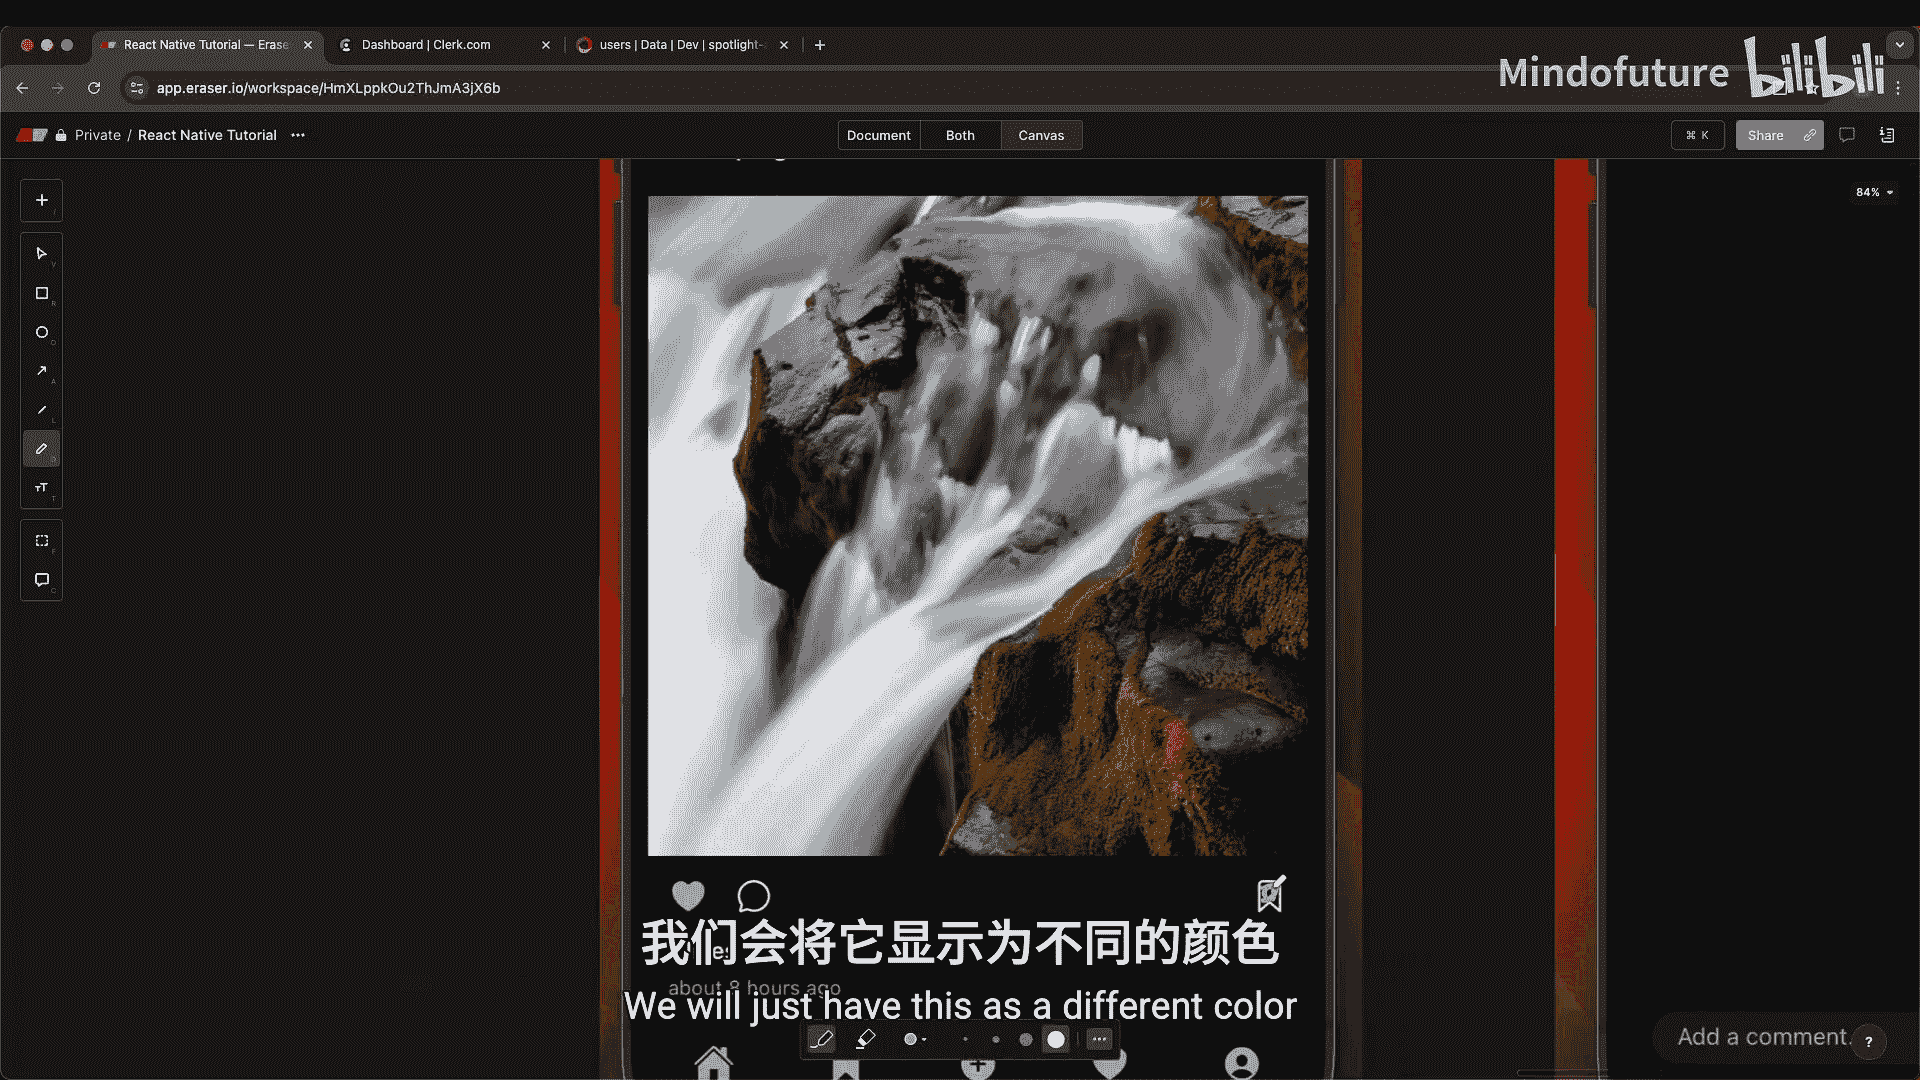 React Native Tutorial — Erase
Dashboard | Clerk.com
users | Data | Dev | spotlight-
app.eraser.io/workspace/HmXLppkOu2ThJmA3jX6b
Mindofuture bilibili
Private / React Native Tutorial
Document
Both
Canvas
⌘ K
Share
84%
我们会将它显示为不同的颜色
about 8 hours ago
We will just have this as a different color
Add a comment.
?